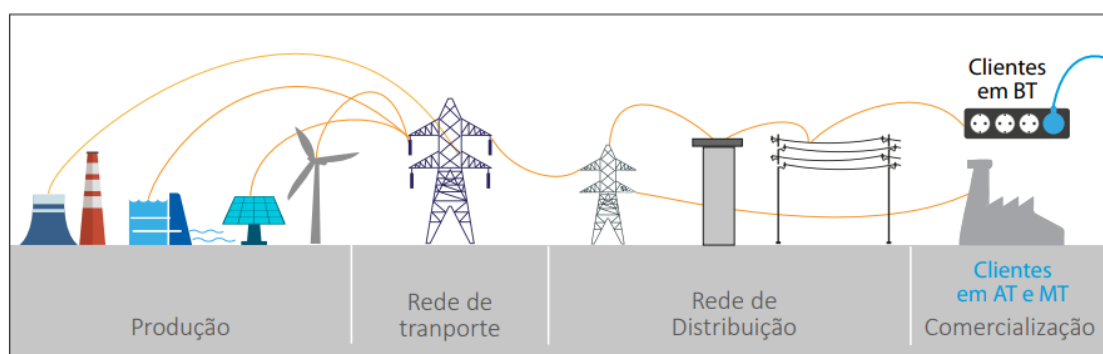 Clientes
em BT
Clientes
em AT e MT
Produção
Rede de
tranporte
Rede de
Distribuição
Comercialização